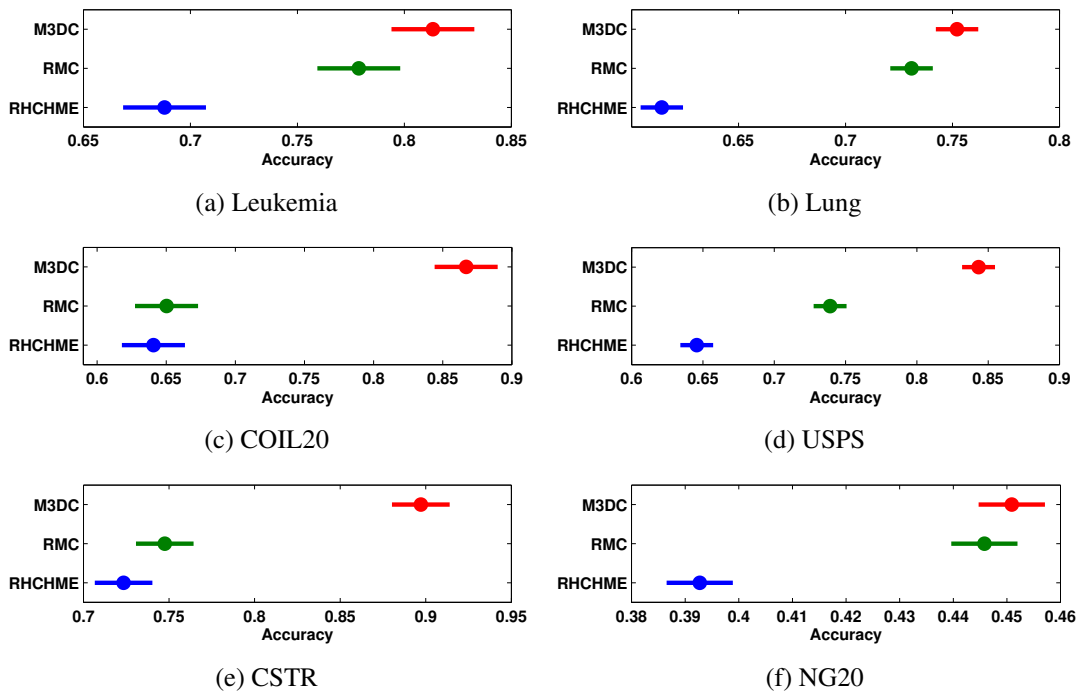 M3DC
RMC
RHCHME
0.65 0.7 0.75 0.8 0.85
Accuracy
(a) Leukemia
M3DC
RMC
RHCHME
0.65 0.7 0.75 0.8
Accuracy
(b) Lung
M3DC
RMC
RHCHME
0.6 0.65 0.7 0.75 0.8 0.85 0.9
Accuracy
(c) COIL20
M3DC
RMC
RHCHME
0.6 0.65 0.7 0.75 0.8 0.85 0.9
Accuracy
(d) USPS
M3DC
RMC
RHCHME
0.7 0.75 0.8 0.85 0.9 0.95
Accuracy
(e) CSTR
M3DC
RMC
RHCHME
0.38 0.39 0.4 0.41 0.42 0.43 0.44 0.45 0.46
Accuracy
(f) NG20